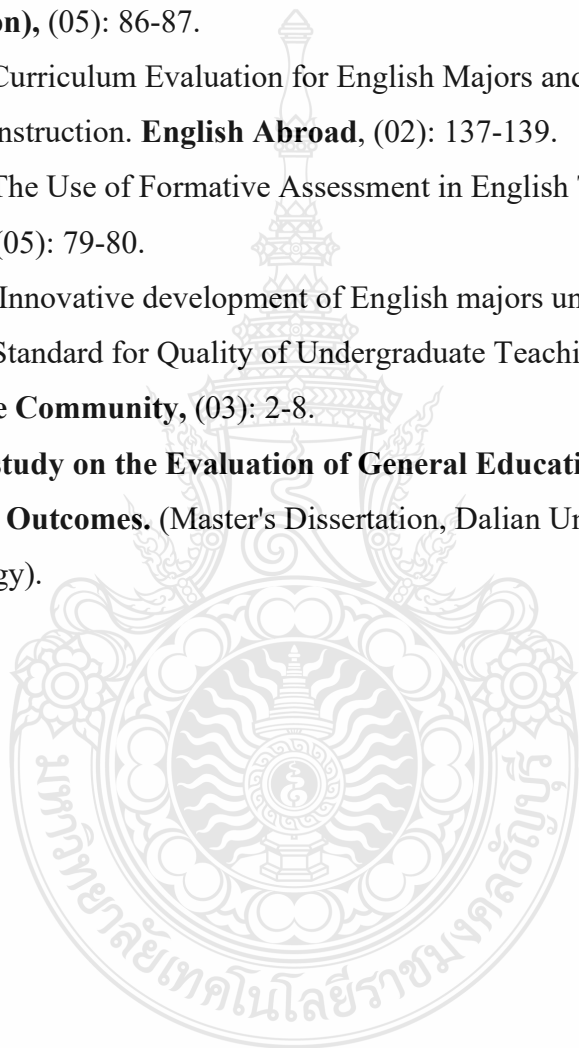 on), (05): 86-87.
Curriculum Evaluation for English Majors and
nstruction. English Abroad, (02): 137-139.
The Use of Formative Assessment in English T
(05): 79-80.
Innovative development of English majors un
Standard for Quality of Undergraduate Teachi
e Community, (03): 2-8.
study on the Evaluation of General Educati
Outcomes. (Master's Dissertation, Dalian Un
gy).
มหาวิทยาลัยเทคโนโลยีราชมงคลธัญบุรี